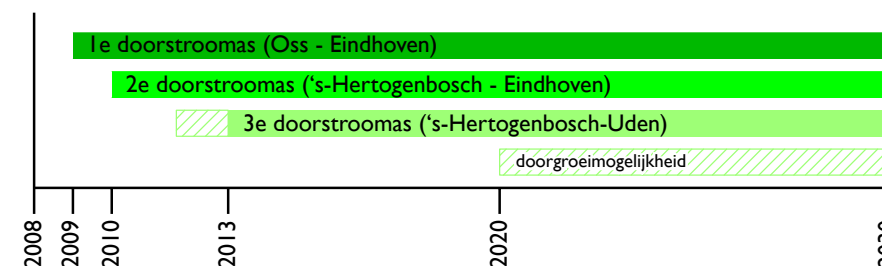 1e doorstroomas (Oss - Eindhoven)
2e doorstroomas (‘s-Hertogenbosch - Eindhoven)
3e doorstroomas (‘s-Hertogenbosch-Uden)
doorgroeimogelijkheid
2008
2009
2010
2013
2020